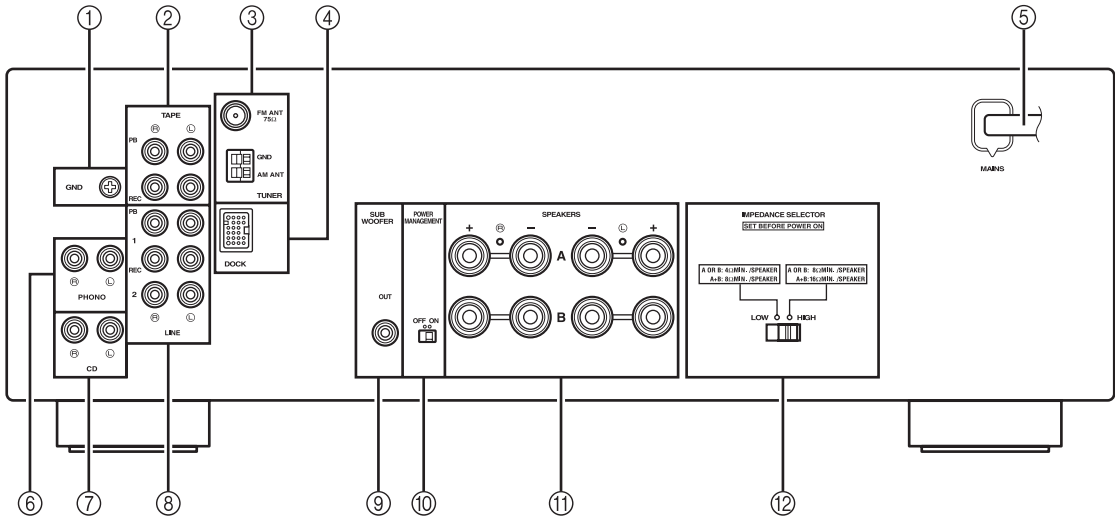 ① ② ③ ④ ⑤
TAPE
Ⓡ Ⓛ
PB
REC
GND
FM ANT
75Ω
GND
AM ANT
TUNER
DOCK
MAINS
PB
1
REC
2
Ⓡ Ⓛ
LINE
Ⓡ Ⓛ
PHONO
Ⓡ Ⓛ
CD
SUB
WOOFER
OUT
POWER
MANAGEMENT
OFF ON
SPEAKERS
+ Ⓡ − − Ⓛ +
A
B
IMPEDANCE SELECTOR
SET BEFORE POWER ON
A OR B: 4ΩMIN. /SPEAKER
A+B: 8ΩMIN. /SPEAKER
A OR B: 8ΩMIN. /SPEAKER
A+B:16ΩMIN. /SPEAKER
LOW HIGH
⑥ ⑦ ⑧ ⑨ ⑩ ⑪ ⑫